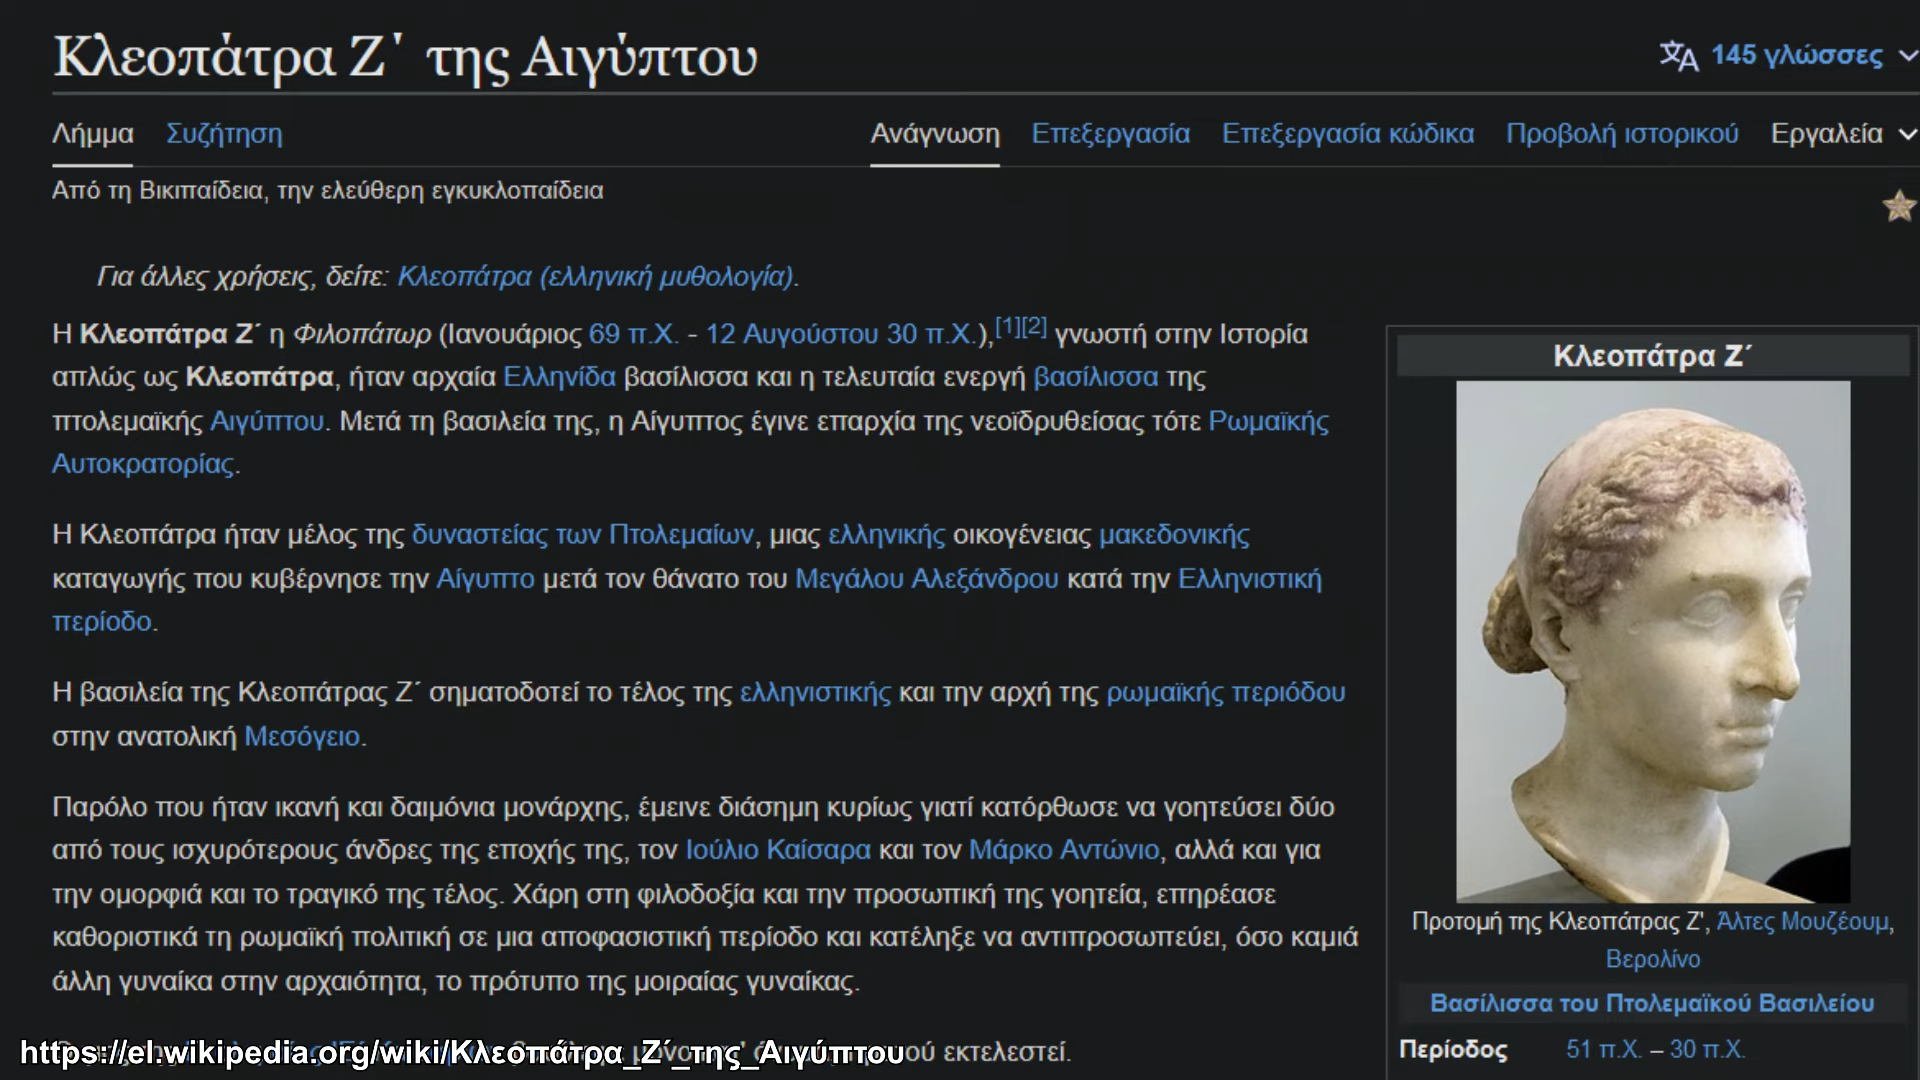 Κλεοπάτρα Ζ΄ της Αιγύπτου
145 γλώσσες
Λήμμα Συζήτηση Ανάγνωση Επεξεργασία Επεξεργασία κώδικα Προβολή ιστορικού Εργαλεία
Από τη Βικιπαίδεια, την ελεύθερη εγκυκλοπαίδεια
Για άλλες χρήσεις, δείτε: Κλεοπάτρα (ελληνική μυθολογία).
Η Κλεοπάτρα Ζ΄ η Φιλοπάτωρ (Ιανουάριος 69 π.Χ. - 12 Αυγούστου 30 π.Χ.),[1][2] γνωστή στην Ιστορία
απλώς ως Κλεοπάτρα, ήταν αρχαία Ελληνίδα βασίλισσα και η τελευταία ενεργή βασίλισσα της
πτολεμαϊκής Αιγύπτου. Μετά τη βασιλεία της, η Αίγυπτος έγινε επαρχία της νεοϊδρυθείσας τότε Ρωμαϊκής
Αυτοκρατορίας.
Η Κλεοπάτρα ήταν μέλος της δυναστείας των Πτολεμαίων, μιας ελληνικής οικογένειας μακεδονικής
καταγωγής που κυβέρνησε την Αίγυπτο μετά τον θάνατο του Μεγάλου Αλεξάνδρου κατά την Ελληνιστική
περίοδο.
Η βασιλεία της Κλεοπάτρας Ζ΄ σηματοδοτεί το τέλος της ελληνιστικής και την αρχή της ρωμαϊκής περιόδου
στην ανατολική Μεσόγειο.
Παρόλο που ήταν ικανή και δαιμόνια μονάρχης, έμεινε διάσημη κυρίως γιατί κατόρθωσε να γοητεύσει δύο
από τους ισχυρότερους άνδρες της εποχής της, τον Ιούλιο Καίσαρα και τον Μάρκο Αντώνιο, αλλά και για
την ομορφιά και το τραγικό της τέλος. Χάρη στη φιλοδοξία και την προσωπική της γοητεία, επηρέασε
καθοριστικά τη ρωμαϊκή πολιτική σε μια αποφασιστική περίοδο και κατέληξε να αντιπροσωπεύει, όσο καμιά
άλλη γυναίκα στην αρχαιότητα, το πρότυπο της μοιραίας γυναίκας.
εκτελεστεί.
https://el.wikipedia.org/wiki/Κλεοπάτρα_Ζ΄_της_Αιγύπτου
Κλεοπάτρα Ζ΄
Προτομή της Κλεοπάτρας Ζ', Άλτες Μουζέουμ,
Βερολίνο
Βασίλισσα του Πτολεμαϊκού Βασιλείου
Περίοδος 51 π.Χ. – 30 π.Χ.